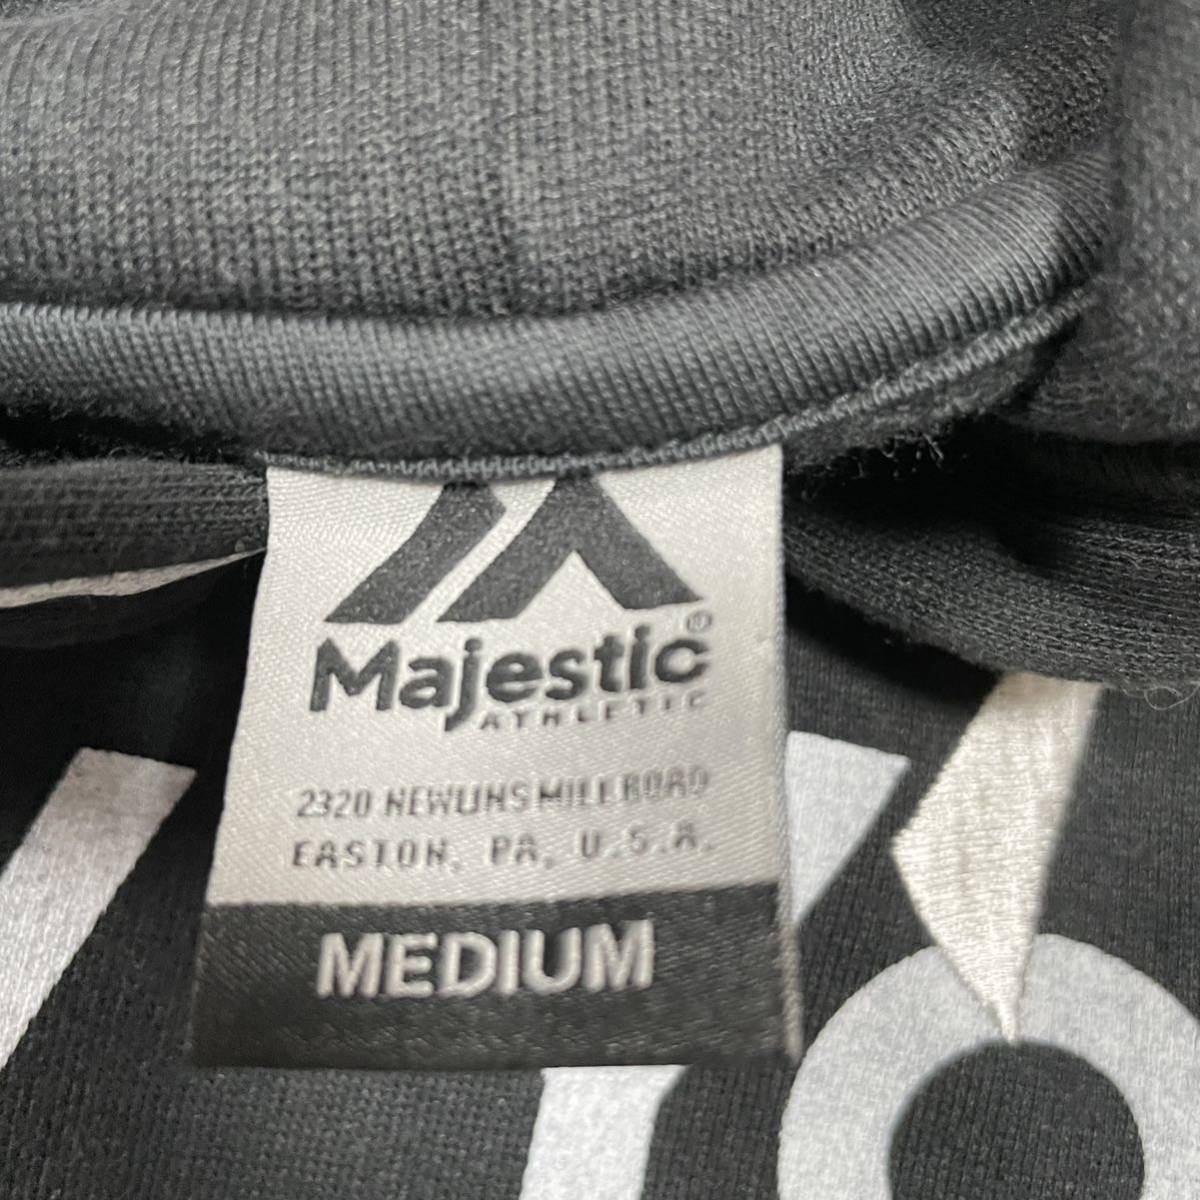 Majestic®
ATHLETIC
2320 NEWLINS MILL ROAD
EASTON, PA, U.S.A.
MEDIUM